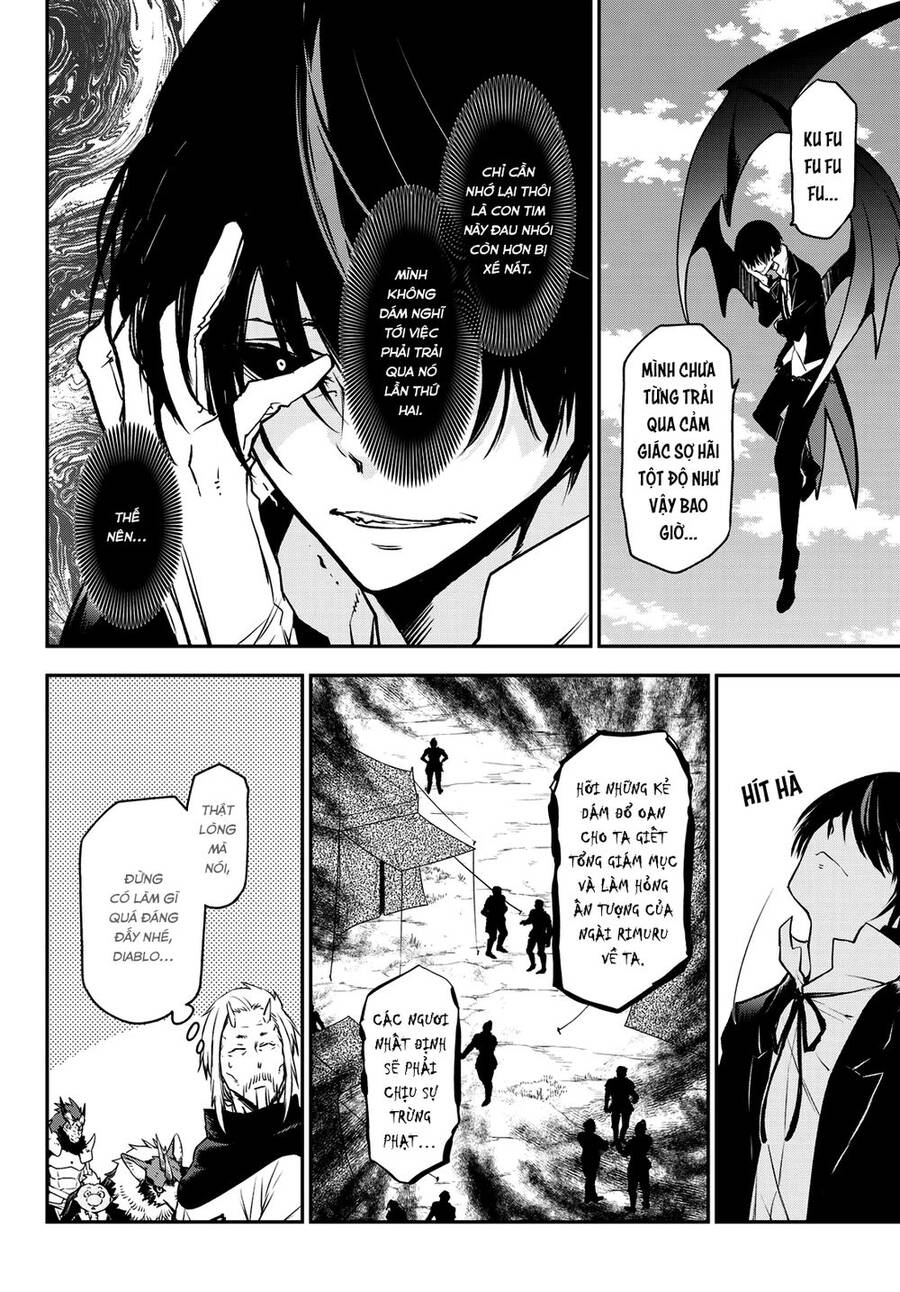 KU FU
FU FU
FU...
MÌNH CHƯA
TỪNG TRẢI
QUA CẢM
GIÁC SỢ HÃI
TỘT ĐỘ NHƯ
VẬY BAO
GIỜ...
CHỈ CẦN
NHỚ LẠI THÔI
LÀ CON TIM
NÀY ĐAU NHÓI
CÒN HƠN BỊ
XÉ NÁT.
MÌNH
KHÔNG
DÁM NGHĨ
TỚI VIỆC
PHẢI TRẢI
QUA NÓ
LẦN THỨ
HAI.
THẾ
NÊN...
HÍT HÀ
HỠI NHỮNG KẺ
DÁM ĐỔ OAN
CHO TA GIẾT
TỔNG GIÁM MỤC
VÀ LÀM HỎNG
ẤN TƯỢNG CỦA
NGÀI RIMURU
VỀ TA.
CÁC NGƯƠI
NHẤT ĐỊNH
SẼ PHẢI
CHỊU SỰ
TRỪNG
PHẠT...
THẬT
LÒNG
MÀ
NÓI,
ĐỪNG
CÓ LÀM GÌ
QUÁ ĐÁNG
ĐẤY NHÉ,
DIABLO...